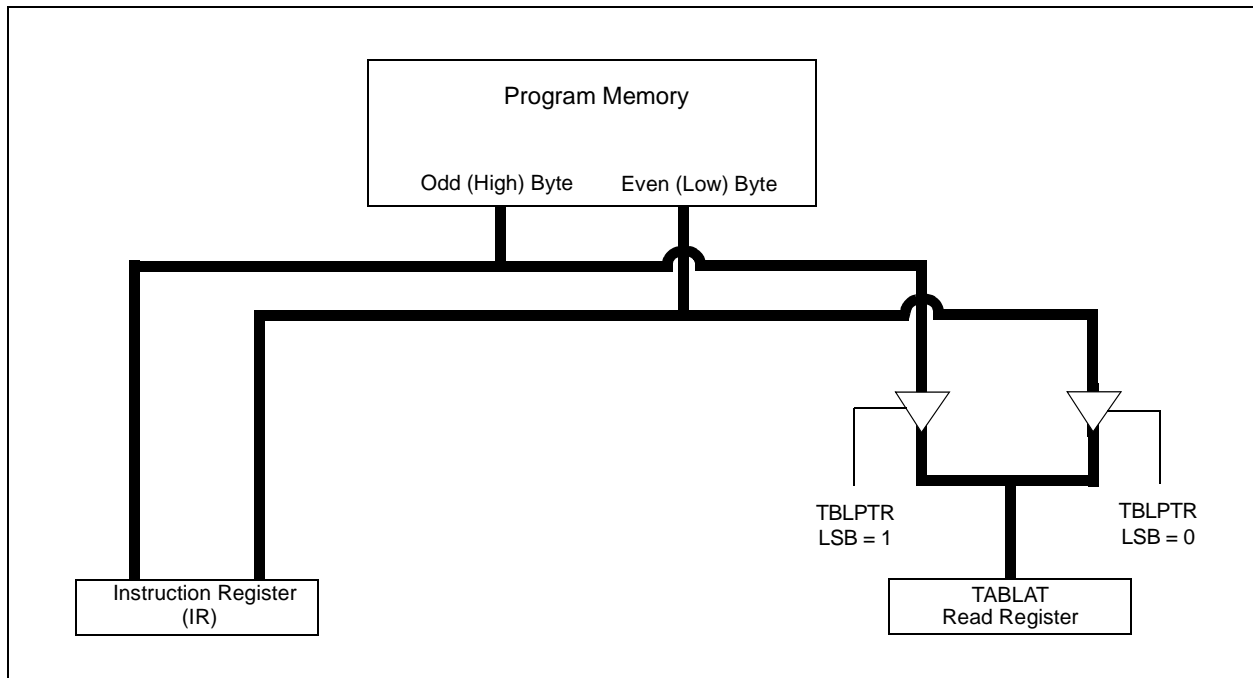 Program Memory
Odd (High) Byte
Even (Low) Byte
TBLPTR
LSB = 1
TBLPTR
LSB = 0
Instruction Register
(IR)
TABLAT
Read Register